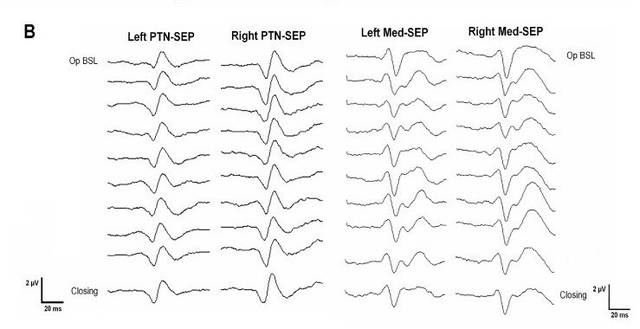 B
Left PTN-SEP Right PTN-SEP Left Med-SEP Right Med-SEP
Op BSL Op BSL
2 μV
20 ms
Closing Closing
2 μV
20 ms